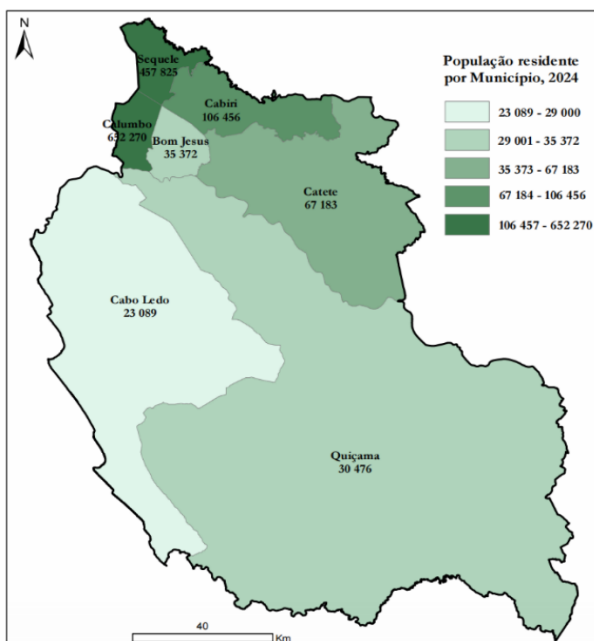 N
População residente
por Município, 2024
23 089 - 29 000
29 001 - 35 372
35 373 - 67 183
67 184 - 106 456
106 457 - 652 270
Sequele
457 825
Cabiri
106 456
Calumbo
652 270
Bom Jesus
35 372
Catete
67 183
Cabo Ledo
23 089
Quiçama
30 476
40
Km